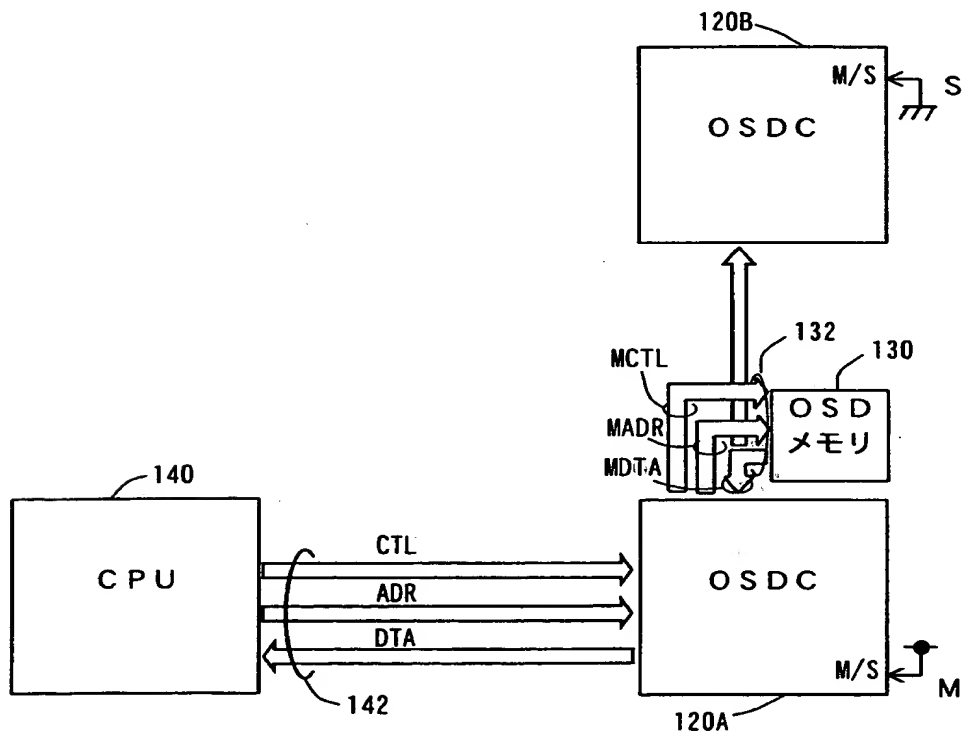 120B
M/S
S
OSDC
132
130
MCTL
OSD
メモリ
MADR
MDTA
140
CPU
CTL
ADR
DTA
142
OSDC
M/S
M
120A